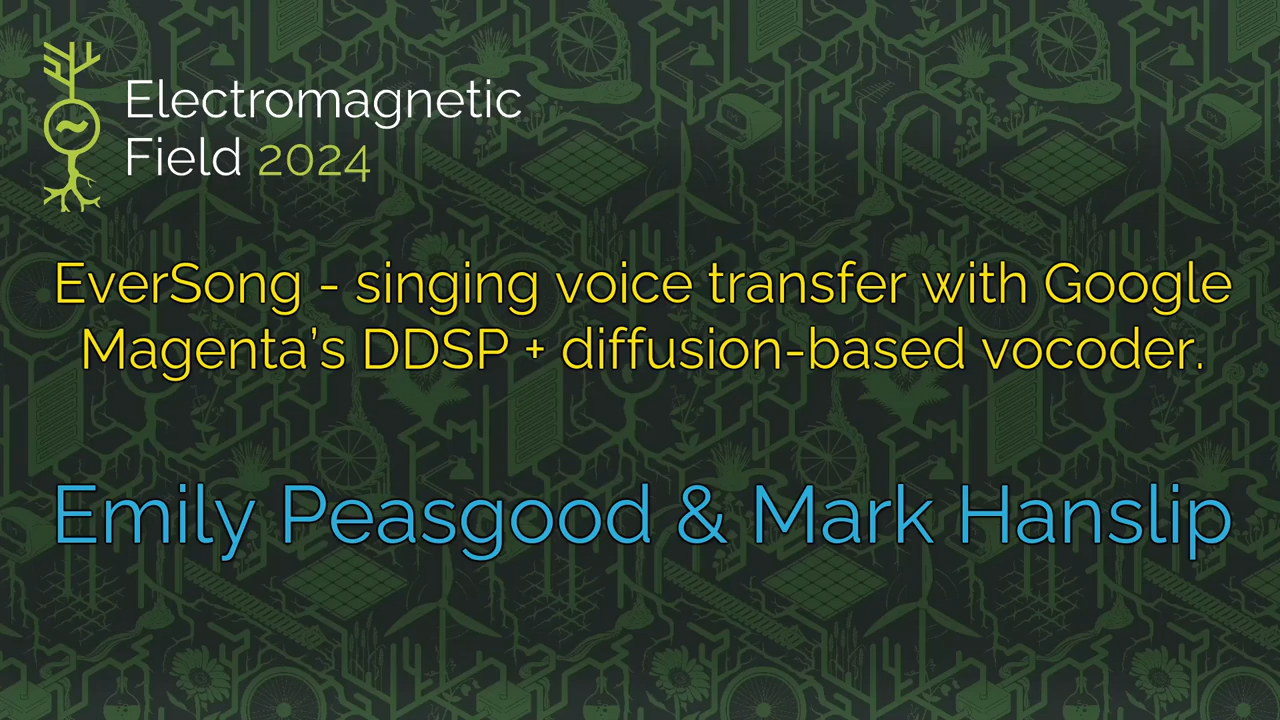 Electromagnetic
Field 2024
EverSong - singing voice transfer with Google
Magenta’s DDSP + diffusion-based vocoder.
Emily Peasgood & Mark Hanslip